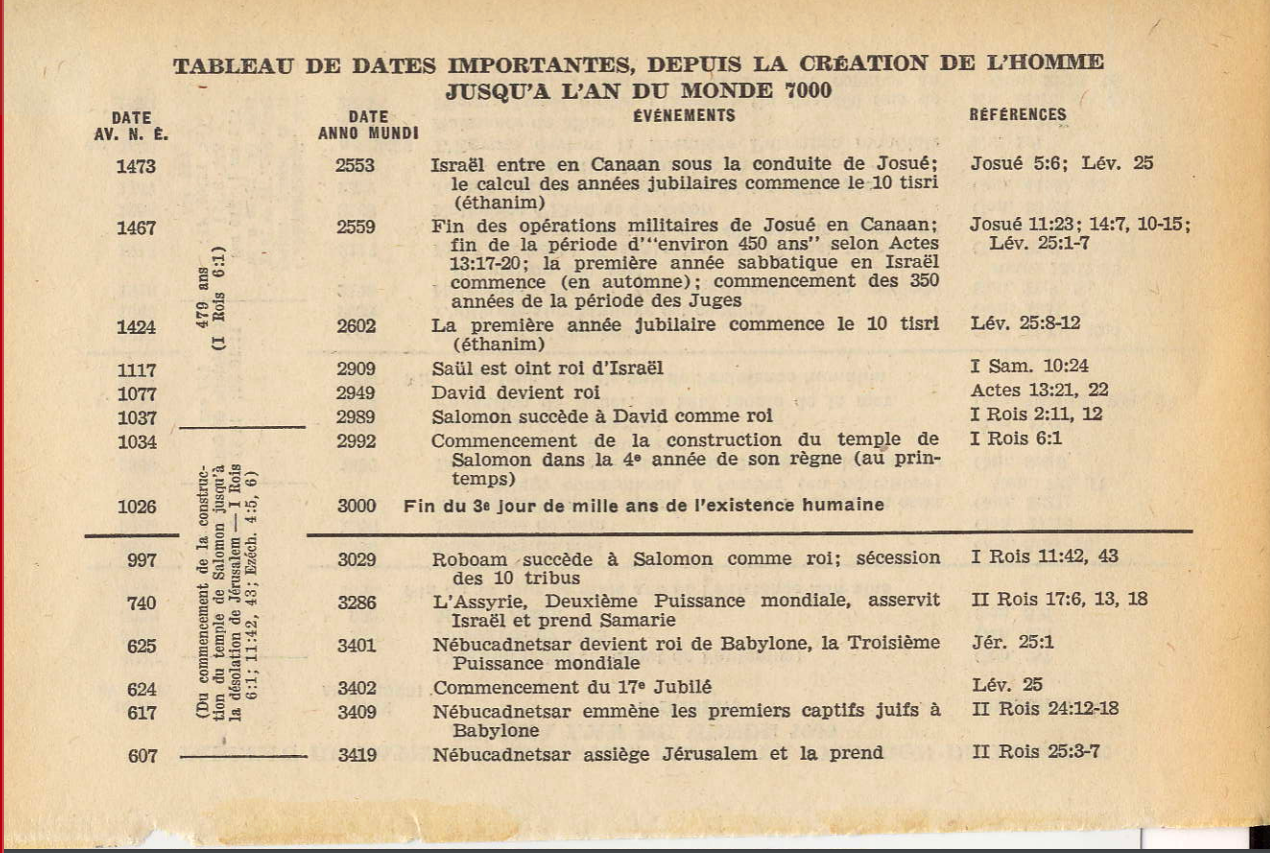 TABLEAU DE DATES IMPORTANTES, DEPUIS LA CRÉATION DE L'HOMME
JUSQU'A L'AN DU MONDE 7000
DATE AV. N. È. DATE ANNO MUNDI ÉVÉNEMENTS RÉFÉRENCES
1473 2553 Israël entre en Canaan sous la conduite de Josué; Josué 5:6; Lév. 25
le calcul des années jubilaires commence le 10 tisri
(éthanim)
1467 2559 Fin des opérations militaires de Josué en Canaan; Josué 11:23; 14:7, 10-15;
fin de la période d'"environ 450 ans" selon Actes Lév. 25:1-7
13:17-20; la première année sabbatique en Israël
commence (en automne); commencement des 350
années de la période des Juges
479 ans
(I Rois 6:1)
1424 2602 La première année jubilaire commence le 10 tisri Lév. 25:8-12
(éthanim)
1117 2909 Saül est oint roi d'Israël I Sam. 10:24
1077 2949 David devient roi Actes 13:21, 22
1037 2989 Salomon succède à David comme roi I Rois 2:11, 12
1034 2992 Commencement de la construction du temple de I Rois 6:1
Salomon dans la 4e année de son règne (au prin-
temps)
1026 3000 Fin du 3e jour de mille ans de l'existence humaine
(Du commencement de la construc-
tion du temple de Salomon jusqu'à
la désolation de Jérusalem — I Rois
6:1; 11:42, 43; Ezéch. 4:5, 6)
997 3029 Roboam succède à Salomon comme roi; sécession I Rois 11:42, 43
des 10 tribus
740 3286 L'Assyrie, Deuxième Puissance mondiale, asservit II Rois 17:6, 13, 18
Israël et prend Samarie
625 3401 Nébucadnetsar devient roi de Babylone, la Troisième Jér. 25:1
Puissance mondiale
624 3402 Commencement du 17e Jubilé Lév. 25
617 3409 Nébucadnetsar emmène les premiers captifs juifs à II Rois 24:12-18
Babylone
607 3419 Nébucadnetsar assiège Jérusalem et la prend II Rois 25:3-7